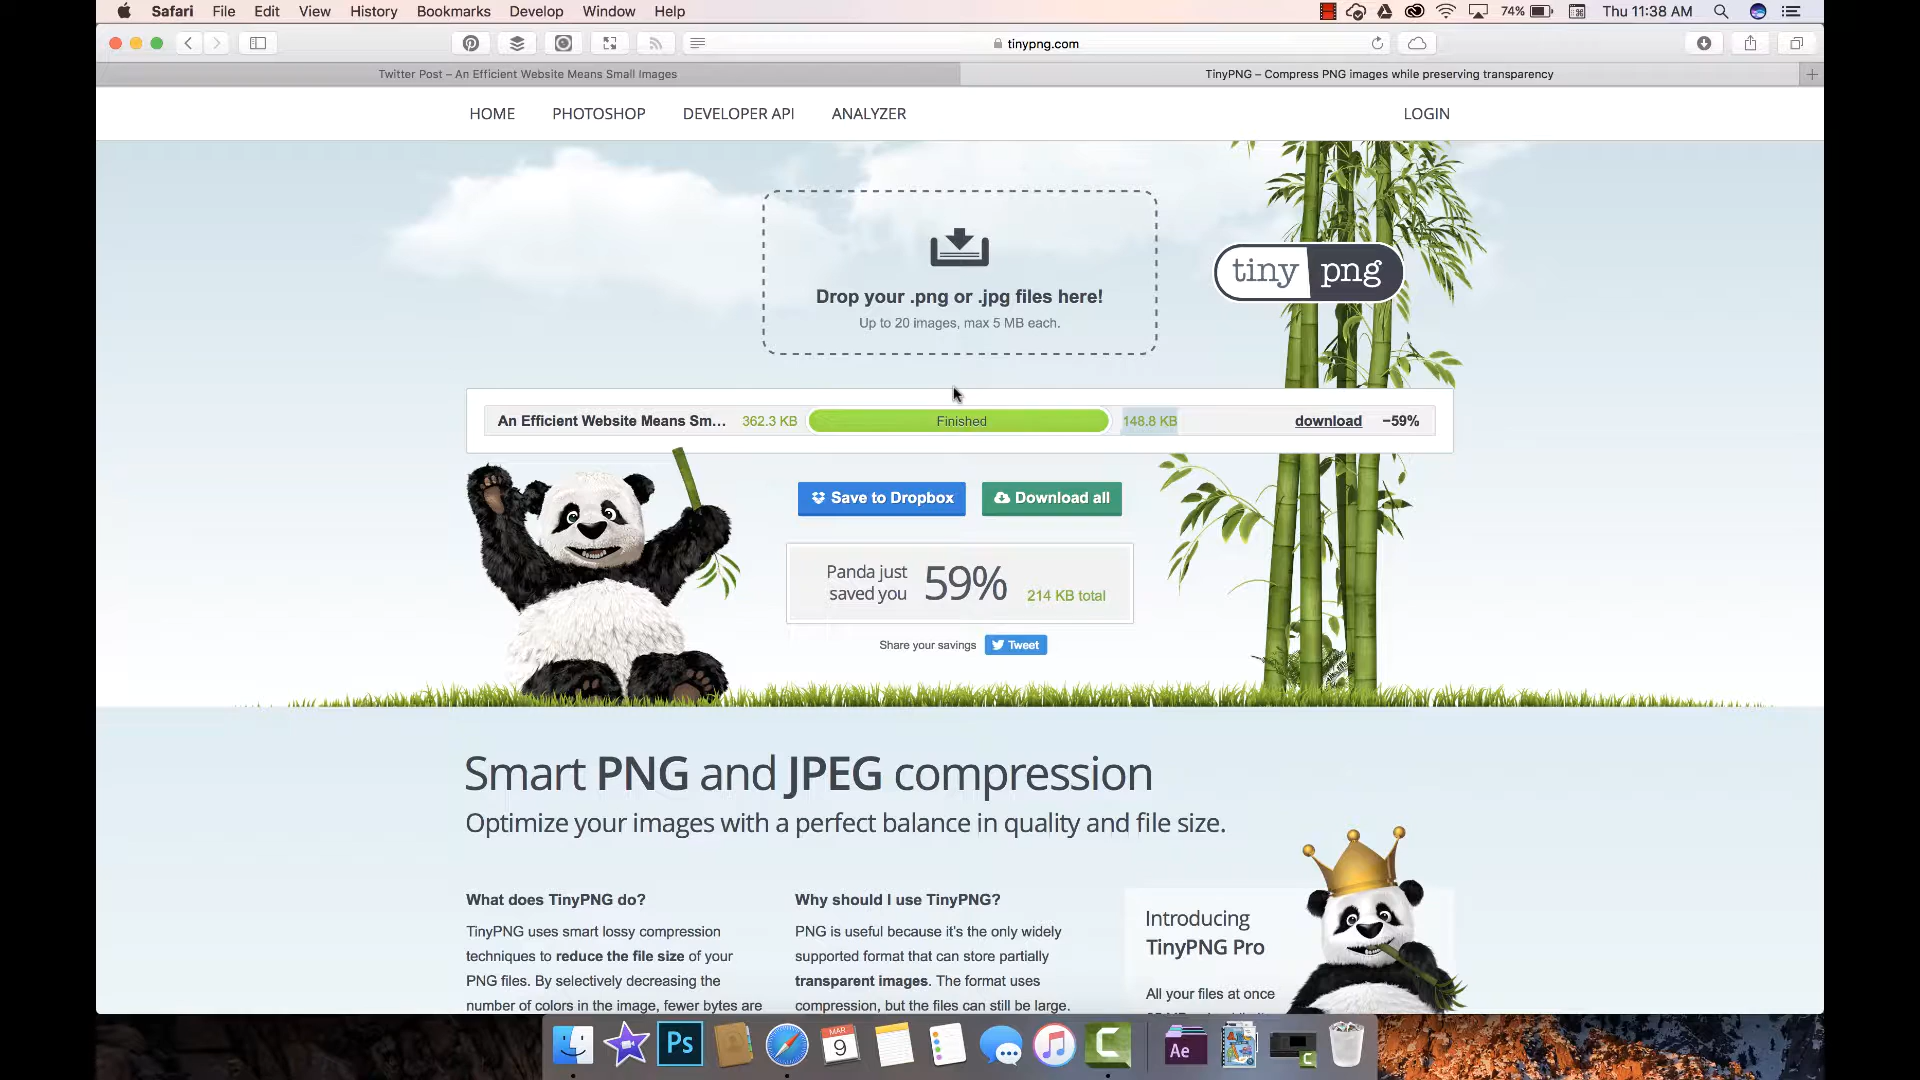 Safari File Edit View History Bookmarks Develop Window Help 74% Thu 11:38 AM
tinypng.com
Twitter Post – An Efficient Website Means Small Images
TinyPNG – Compress PNG images while preserving transparency
HOME PHOTOSHOP DEVELOPER API ANALYZER LOGIN
Drop your .png or .jpg files here!
Up to 20 images, max 5 MB each.
tiny png
An Efficient Website Means Sm... 362.3 KB Finished 148.8 KB download –59%
Save to Dropbox Download all
Panda just
saved you 59% 214 KB total
Share your savings Tweet
Smart PNG and JPEG compression
Optimize your images with a perfect balance in quality and file size.
What does TinyPNG do?
TinyPNG uses smart lossy compression
techniques to reduce the file size of your
PNG files. By selectively decreasing the
number of colors in the image, fewer bytes are
Why should I use TinyPNG?
PNG is useful because it's the only widely
supported format that can store partially
transparent images. The format uses
compression, but the files can still be large.
Introducing
TinyPNG Pro
All your files at once
Ps
MAR
9
Ae
C